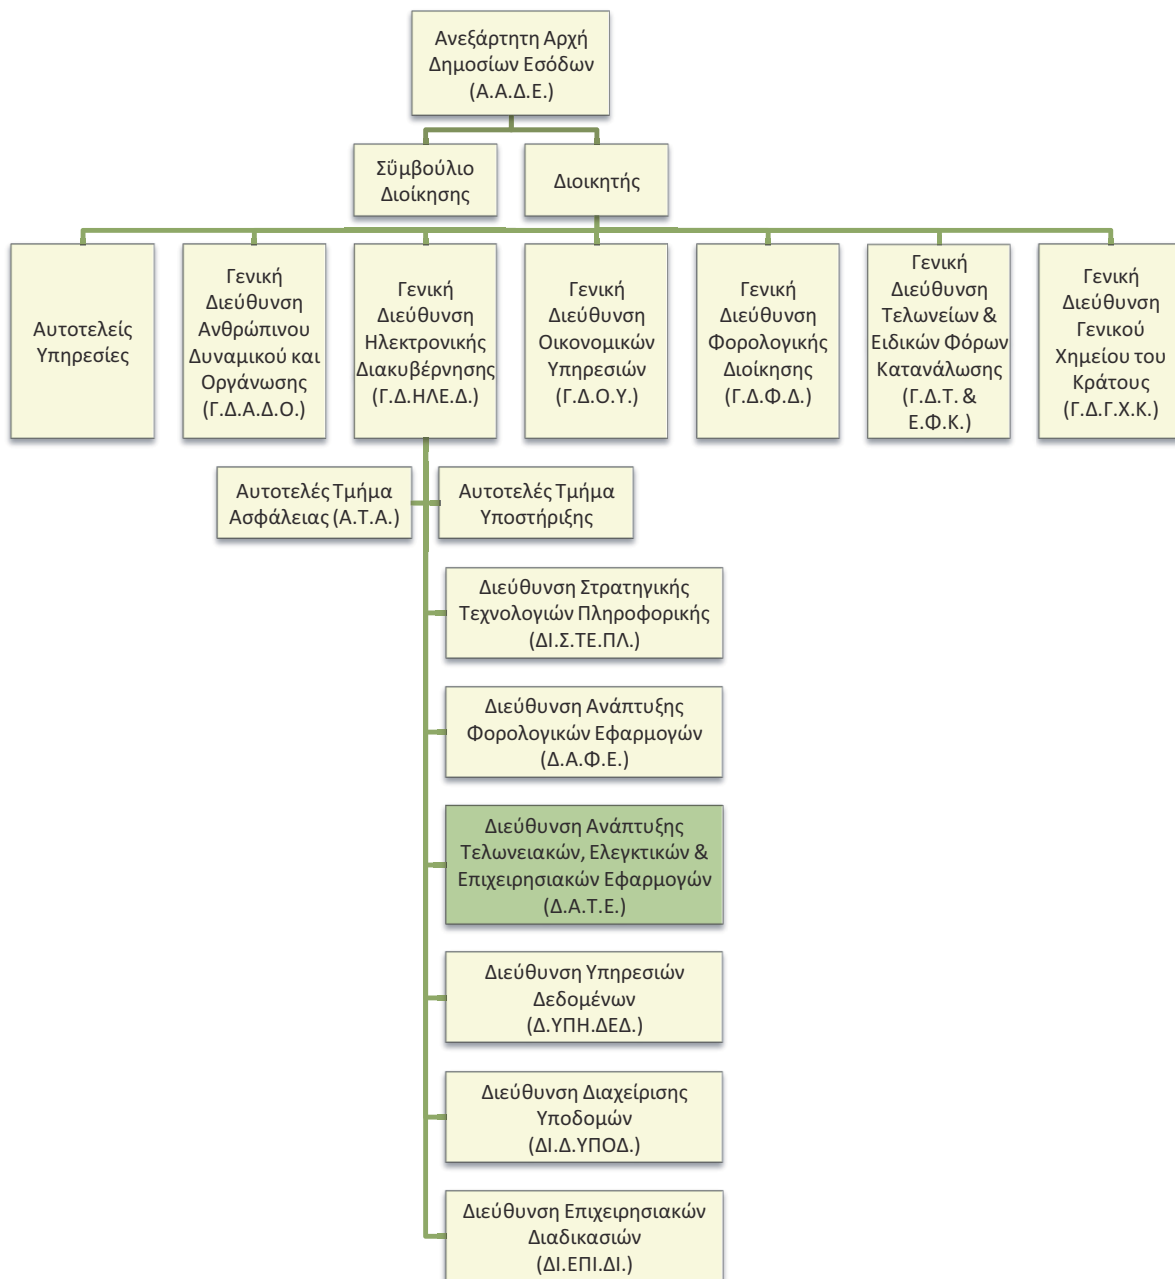 Ανεξάρτητη Αρχή
Δημοσίων Εσόδων
(Α.Α.Δ.Ε.)
Σΰμβούλιο
Διοίκησης
Διοικητής
Αυτοτελείς
Υπηρεσίες
Γενική
Διεύθυνση
Ανθρώπινου
Δυναμικού και
Οργάνωσης
(Γ.Δ.Α.Δ.Ο.)
Γενική
Διεύθυνση
Ηλεκτρονικής
Διακυβέρνησης
(Γ.Δ.ΗΛΕ.Δ.)
Γενική
Διεύθυνση
Οικονομικών
Υπηρεσιών
(Γ.Δ.Ο.Υ.)
Γενική
Διεύθυνση
Φορολογικής
Διοίκησης
(Γ.Δ.Φ.Δ.)
Γενική
Διεύθυνση
Τελωνείων &
Ειδικών Φόρων
Κατανάλωσης
(Γ.Δ.Τ. &
Ε.Φ.Κ.)
Γενική
Διεύθυνση
Γενικού
Χημείου του
Κράτους
(Γ.Δ.Γ.Χ.Κ.)
Αυτοτελές Τμήμα
Ασφάλειας (Α.Τ.Α.)
Αυτοτελές Τμήμα
Υποστήριξης
Διεύθυνση Στρατηγικής
Τεχνολογιών Πληροφορικής
(ΔΙ.Σ.ΤΕ.ΠΛ.)
Διεύθυνση Ανάπτυξης
Φορολογικών Εφαρμογών
(Δ.Α.Φ.Ε.)
Διεύθυνση Ανάπτυξης
Τελωνειακών, Ελεγκτικών &
Επιχειρησιακών Εφαρμογών
(Δ.Α.Τ.Ε.)
Διεύθυνση Υπηρεσιών
Δεδομένων
(Δ.ΥΠΗ.ΔΕΔ.)
Διεύθυνση Διαχείρισης
Υποδομών
(ΔΙ.Δ.ΥΠΟΔ.)
Διεύθυνση Επιχειρησιακών
Διαδικασιών
(ΔΙ.ΕΠΙ.ΔΙ.)